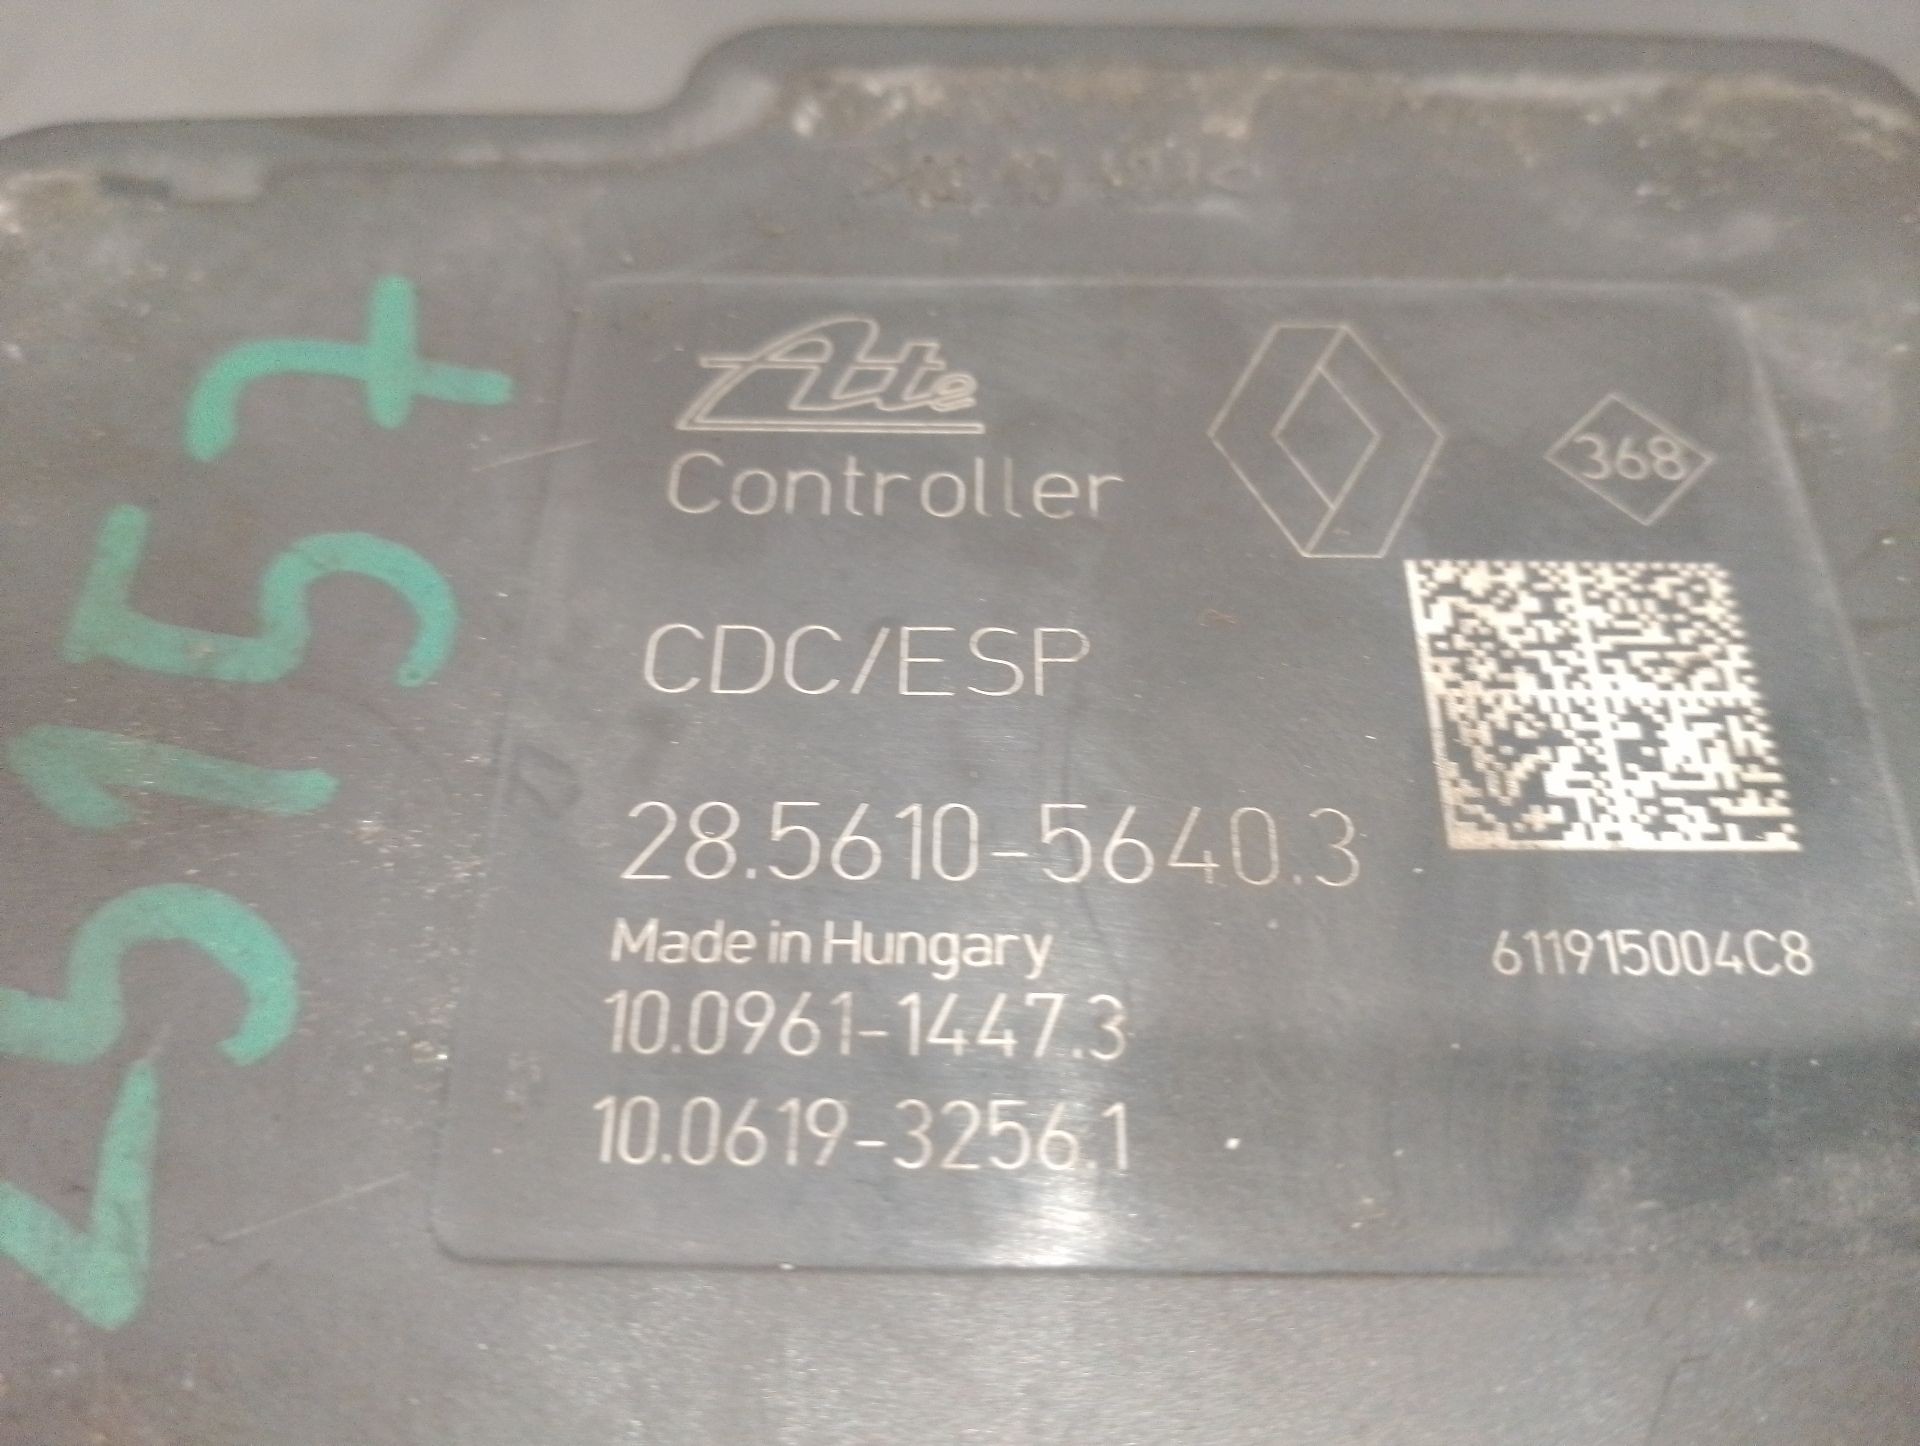 Ate
Controller
368
CDC/ESP
28.5610-5640.3
Made in Hungary
611915004C8
10.0961-1447.3
10.0619-3256.1